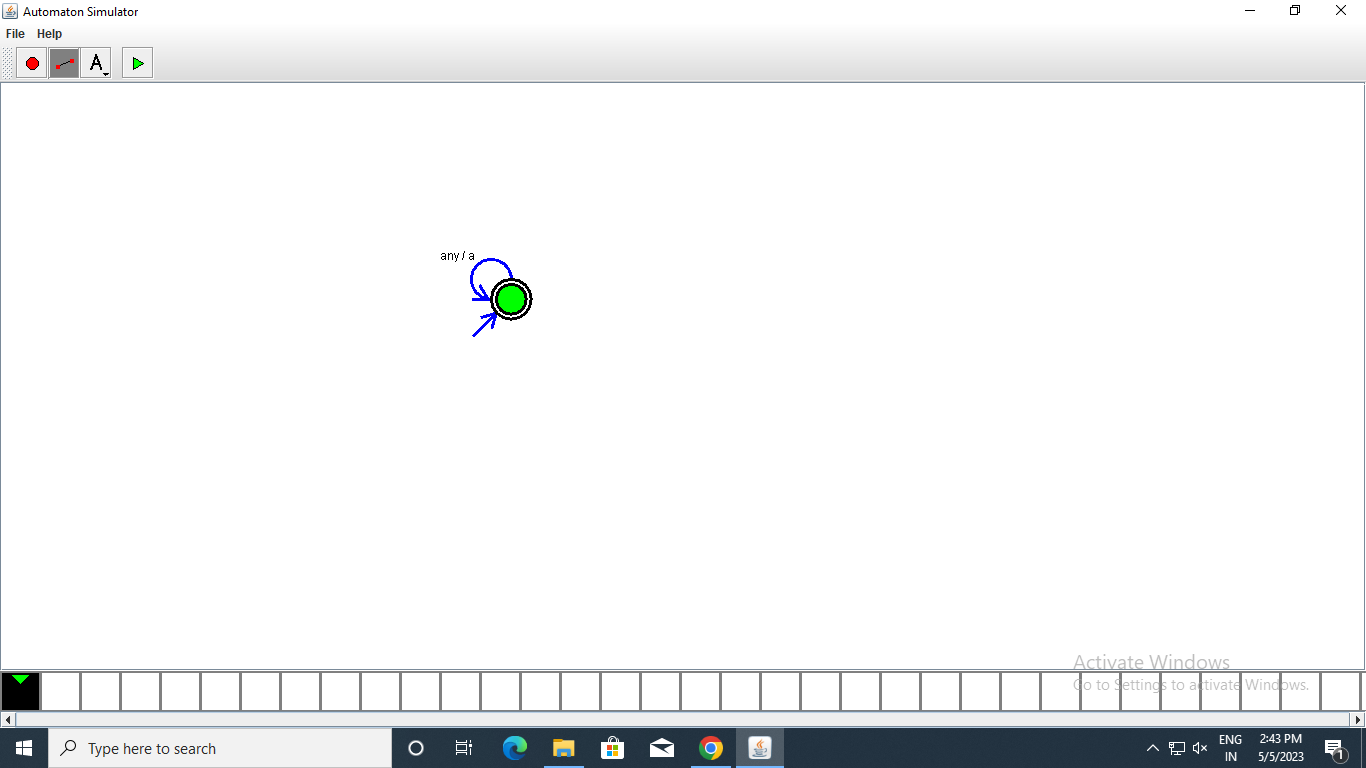 Automaton Simulator
File Help
A
any / a
Activate Windows
Go to Settings to activate Windows.
Type here to search
ENG
IN
2:43 PM
5/5/2023
1